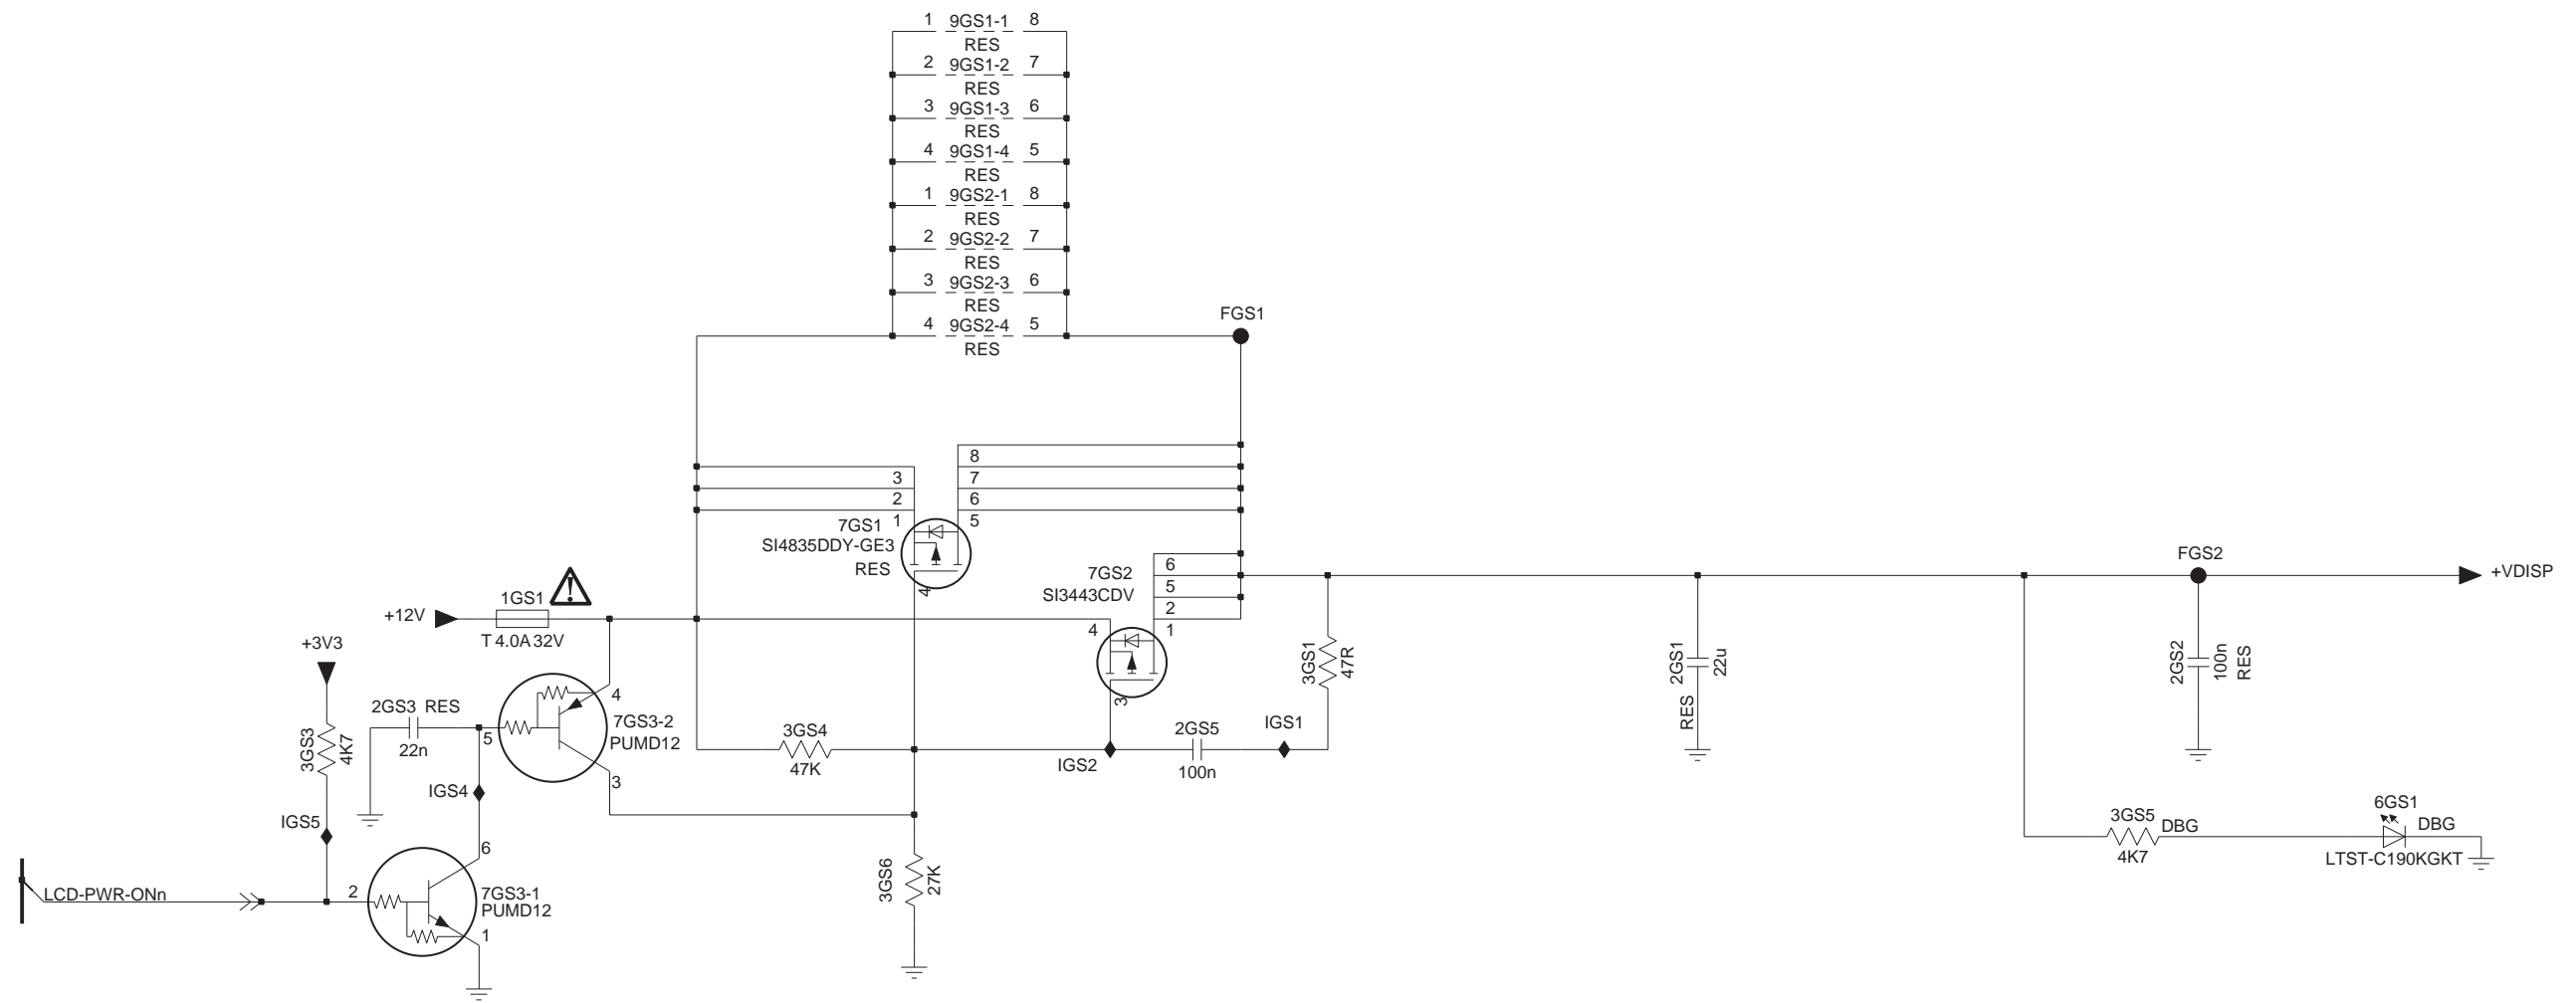 1 9GS1-1 8
RES
2 9GS1-2 7
RES
3 9GS1-3 6
RES
4 9GS1-4 5
RES
1 9GS2-1 8
RES
2 9GS2-2 7
RES
3 9GS2-3 6
RES
4 9GS2-4 5
RES
FGS1
3
2
1
8
7
6
5
7GS1
SI4835DDY-GE3
RES
4
7GS2
SI3443CDV
6
5
2
1
4
3
FGS2
+VDISP
1GS1
+12V
T 4.0A 32V
+3V3
3GS3
4K7
2GS3 RES
22n
5
4
7GS3-2
PUMD12
3
3GS4
47K
IGS2
2GS5
100n
IGS1
3GS1
47R
2GS1
22u
RES
2GS2
100n
RES
IGS4
IGS5
6
LCD-PWR-ONn
2
7GS3-1
PUMD12
1
3GS6
27K
3GS5
DBG
4K7
6GS1
DBG
LTST-C190KGKT